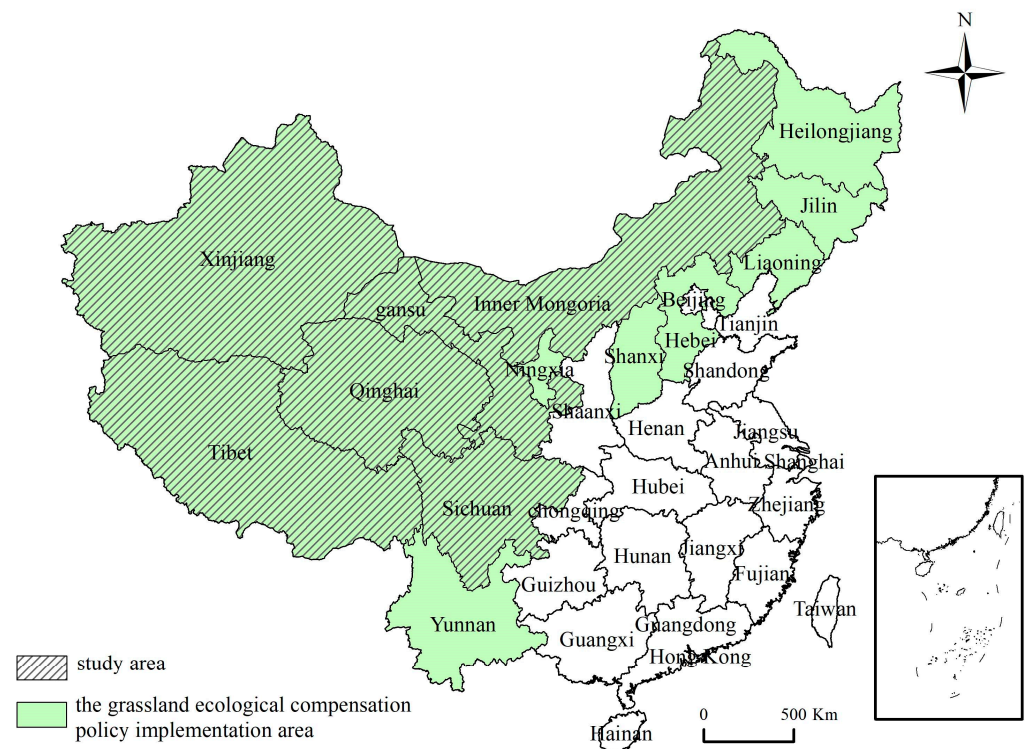 N
Heilongjiang
Jilin
Xinjiang
Liaoning
Inner Mongoria
gansu
Beijing
Tianjin
Hebei
Shanxi
Ningxia
Shandong
Qinghai
Shaanxi
Henan
Jiangsu
Tibet
Anhui
Shanghai
Hubei
Zhejiang
Sichuan
chongqing
Hunan
Jiangxi
Fujian
Guizhou
Taiwan
Yunnan
Guangdong
Guangxi
Hong Kong
study area
the grassland ecological compensation
policy implementation area
0 500 Km
Hainan